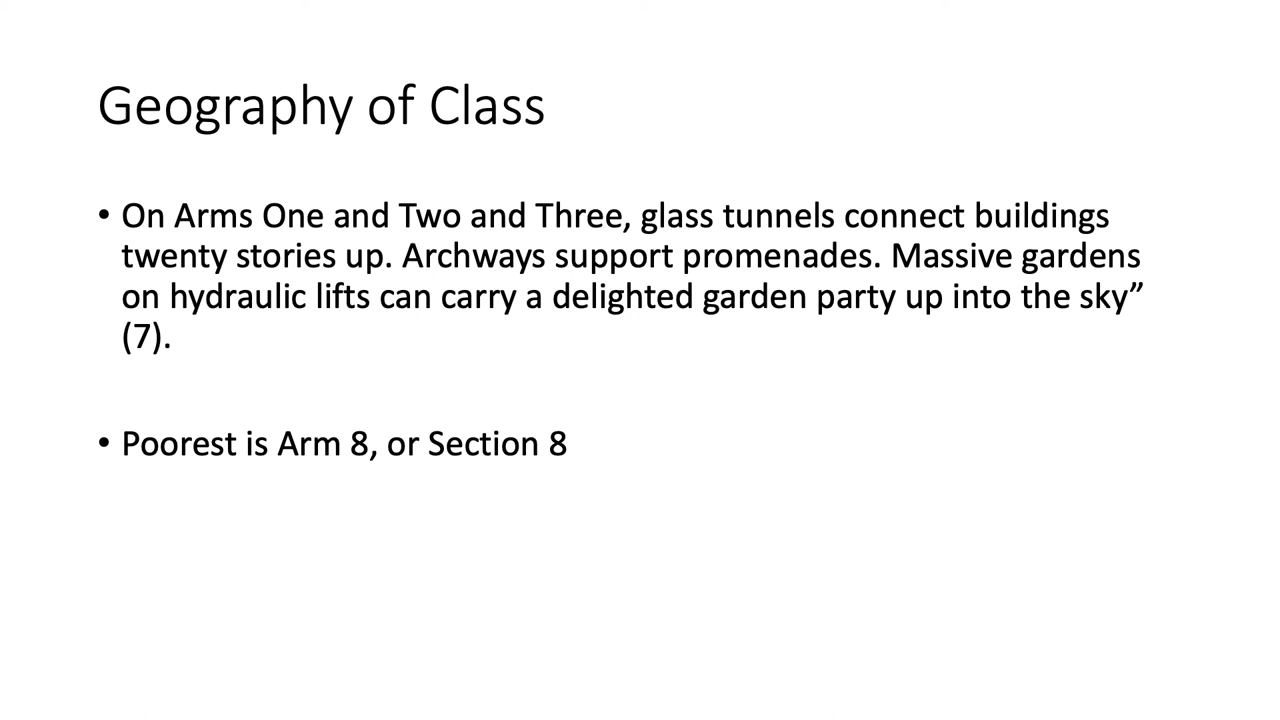 Geography of Class
• On Arms One and Two and Three, glass tunnels connect buildings
twenty stories up. Archways support promenades. Massive gardens
on hydraulic lifts can carry a delighted garden party up into the sky”
(7).
• Poorest is Arm 8, or Section 8